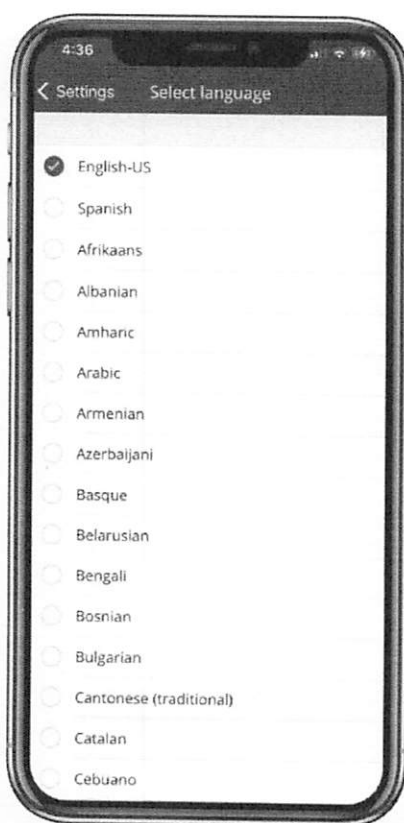 4:36
Settings Select language
English-US
Spanish
Afrikaans
Albanian
Amharic
Arabic
Armenian
Azerbaijani
Basque
Belarusian
Bengali
Bosnian
Bulgarian
Cantonese (traditional)
Catalan
Cebuano